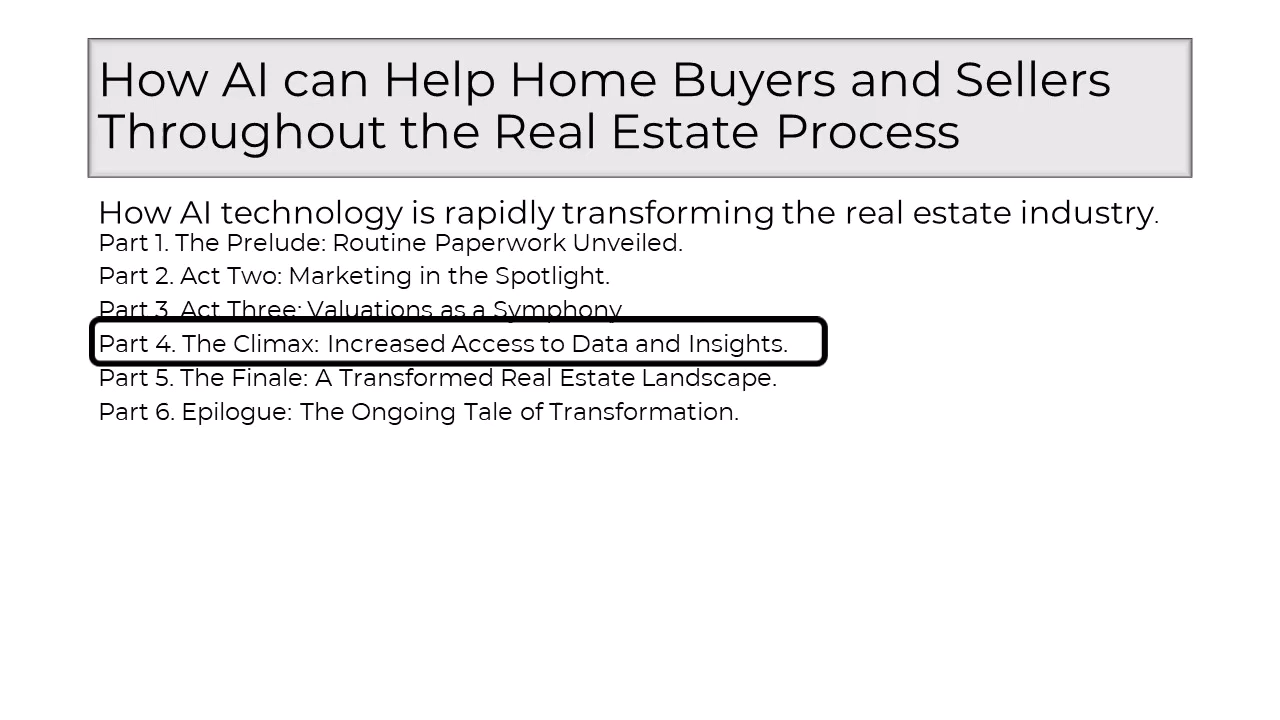 How AI can Help Home Buyers and Sellers
Throughout the Real Estate Process
How AI technology is rapidly transforming the real estate industry.
Part 1. The Prelude: Routine Paperwork Unveiled.
Part 2. Act Two: Marketing in the Spotlight.
Part 3. Act Three: Valuations as a Symphony
Part 4. The Climax: Increased Access to Data and Insights.
Part 5. The Finale: A Transformed Real Estate Landscape.
Part 6. Epilogue: The Ongoing Tale of Transformation.